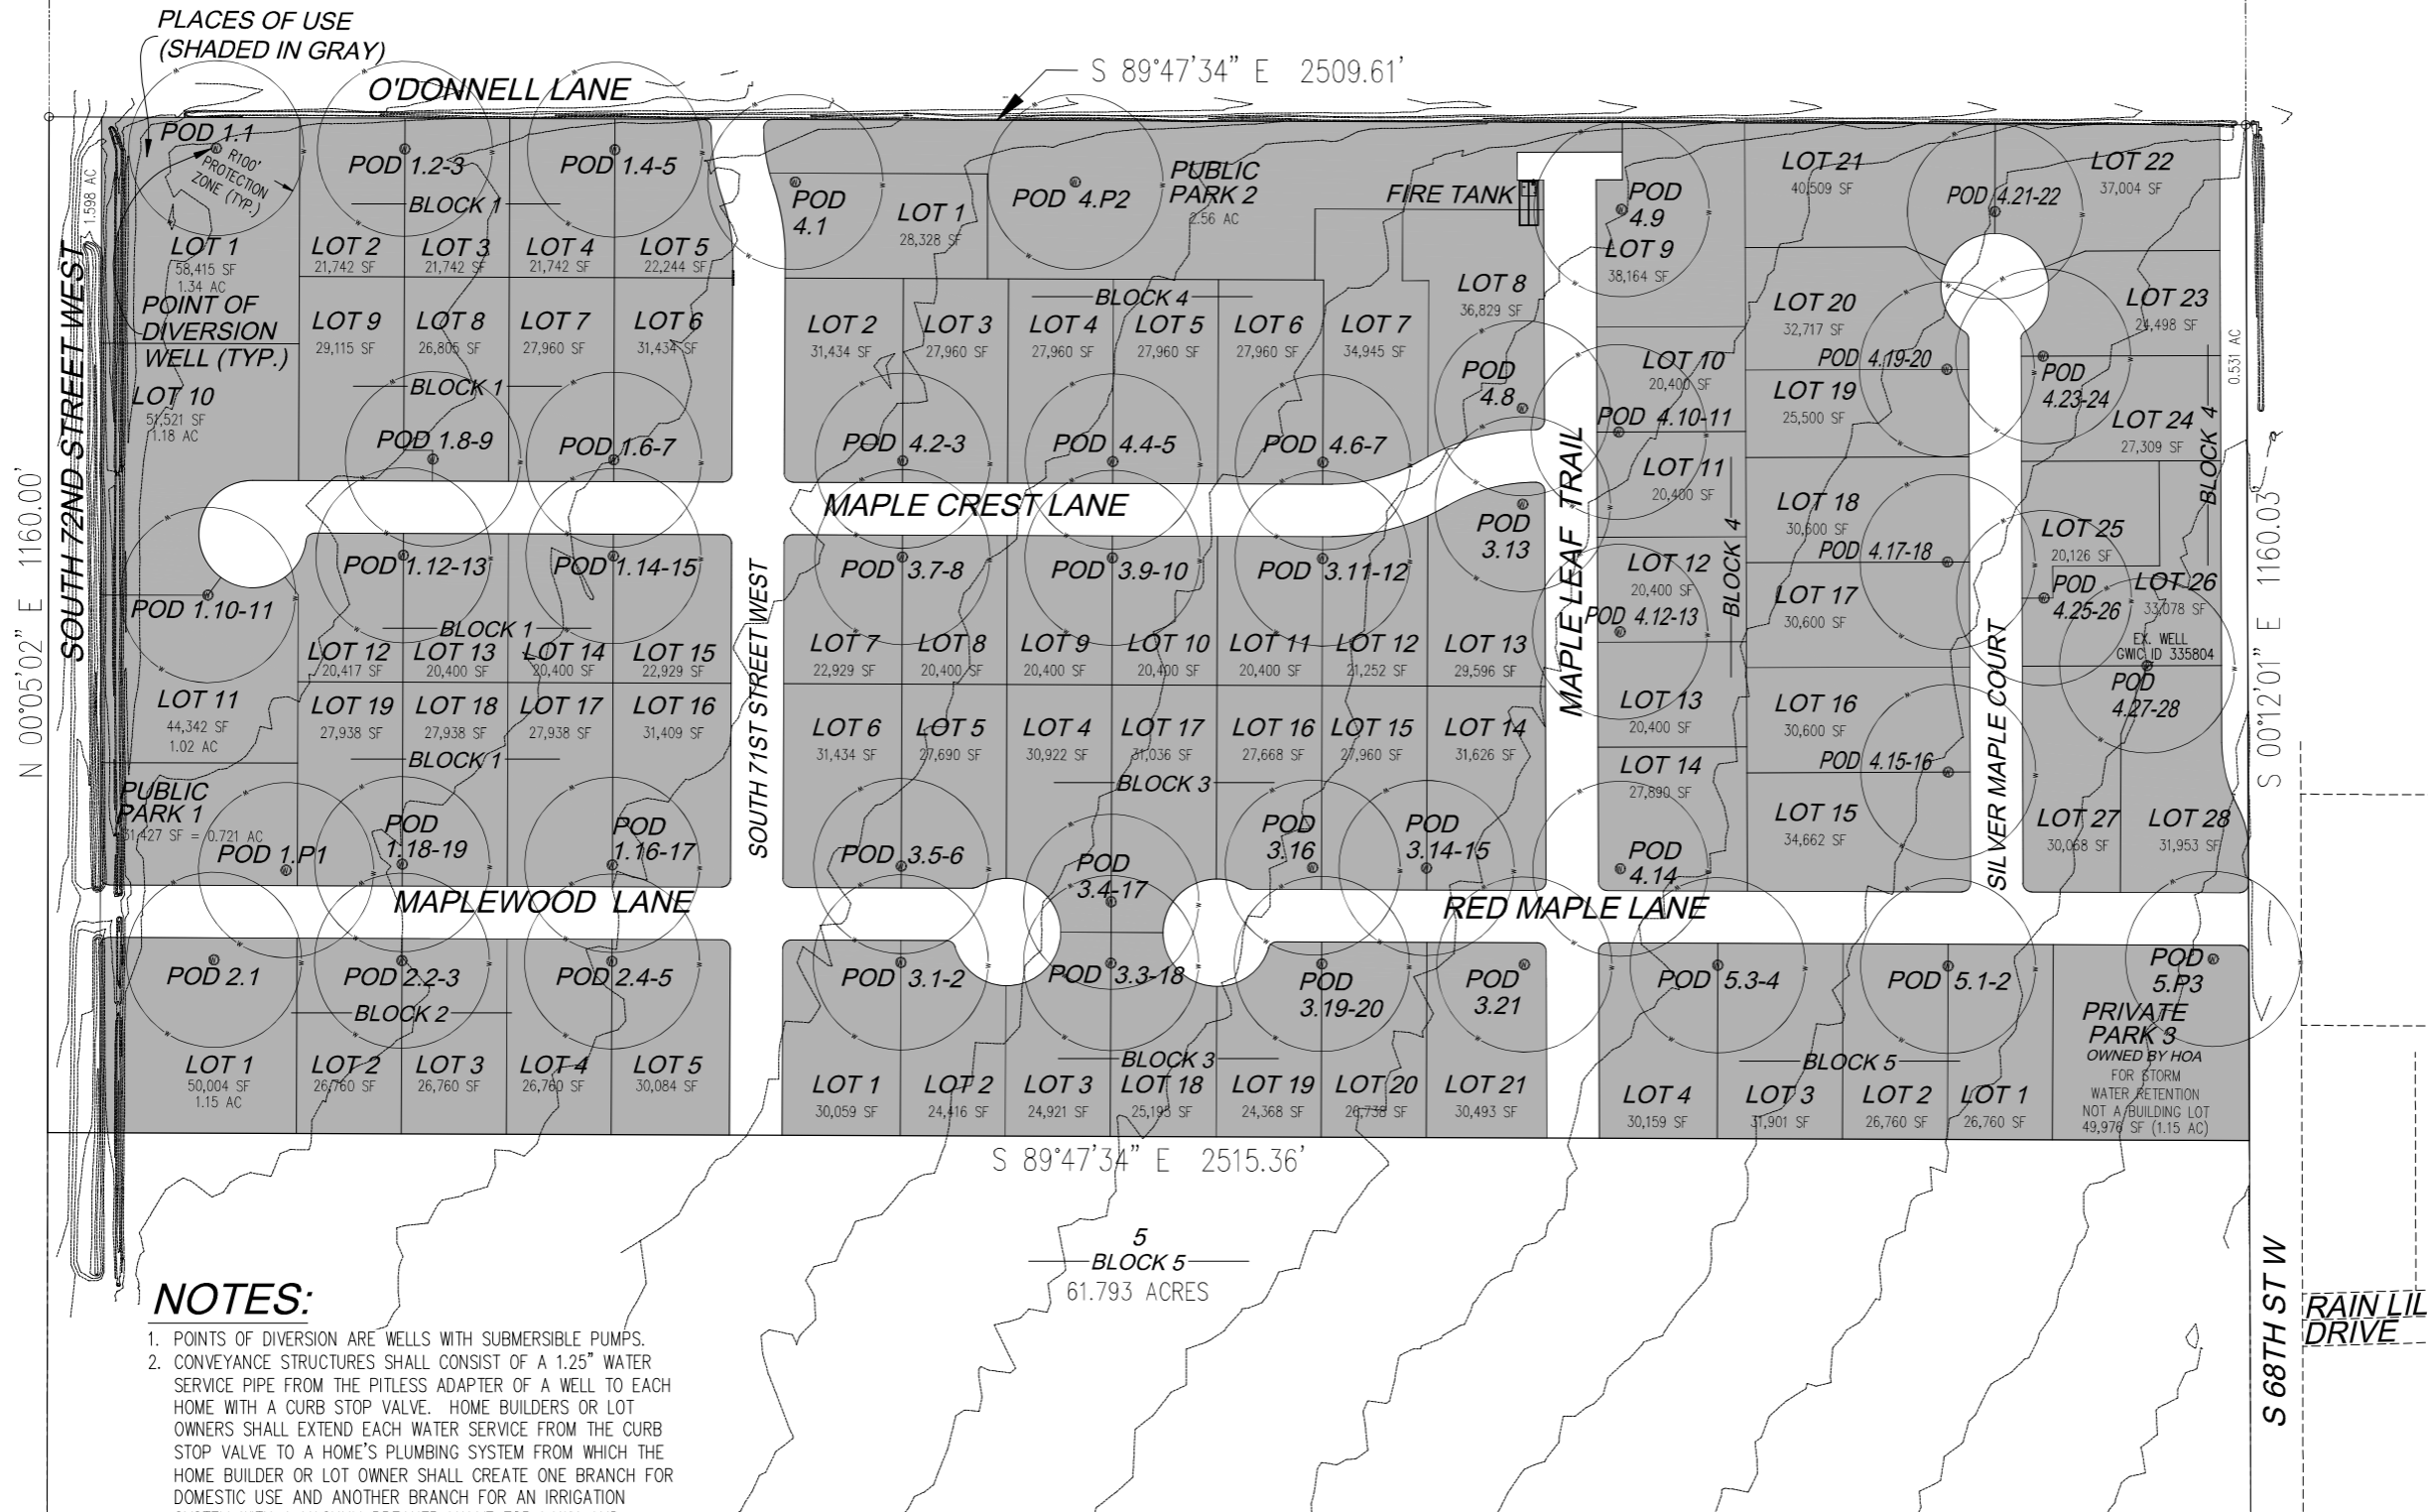 PLACES OF USE
(SHADED IN GRAY)
O'DONNELL LANE
S 89°47'34" E 2509.61'
POD 1.1
R100'
PROTECTION
ZONE (TYP.)
1.598 AC
POD 1.2-3
POD 1.4-5
BLOCK 1
LOT 1
58,415 SF
1.34 AC
LOT 2
21,742 SF
LOT 3
21,742 SF
LOT 4
21,742 SF
LOT 5
22,244 SF
POINT OF
DIVERSION
WELL (TYP.)
LOT 9
29,115 SF
LOT 8
26,805 SF
LOT 7
27,960 SF
LOT 6
31,434 SF
BLOCK 1
LOT 10
51,521 SF
1.18 AC
POD 1.8-9
POD 1.6-7
SOUTH 72ND STREET WEST
N 00°05'02" E 1160.00'
POD 1.10-11
POD 1.12-13
POD 1.14-15
BLOCK 1
LOT 12
20,417 SF
LOT 13
20,400 SF
LOT 14
20,400 SF
LOT 15
22,929 SF
LOT 11
44,342 SF
1.02 AC
LOT 19
27,938 SF
LOT 18
27,938 SF
LOT 17
27,938 SF
LOT 16
31,409 SF
BLOCK 1
PUBLIC
PARK 1
31,427 SF = 0.721 AC
POD 1.P1
POD
1.18-19
POD
1.16-17
MAPLEWOOD LANE
POD 2.1
POD 2.2-3
POD 2.4-5
BLOCK 2
LOT 1
50,004 SF
1.15 AC
LOT 2
26,760 SF
LOT 3
26,760 SF
LOT 4
26,760 SF
LOT 5
30,084 SF
SOUTH 71ST STREET WEST
POD
4.1
LOT 1
28,328 SF
POD 4.P2
PUBLIC
PARK 2
2.56 AC
FIRE TANK
BLOCK 4
LOT 2
31,434 SF
LOT 3
27,960 SF
LOT 4
27,960 SF
LOT 5
27,960 SF
LOT 6
27,960 SF
LOT 7
34,945 SF
LOT 8
36,829 SF
POD
4.8
POD 4.2-3
POD 4.4-5
POD 4.6-7
MAPLE CREST LANE
POD
3.13
POD 3.7-8
POD 3.9-10
POD 3.11-12
LOT 7
22,929 SF
LOT 8
20,400 SF
LOT 9
20,400 SF
LOT 10
20,400 SF
LOT 11
20,400 SF
LOT 12
21,252 SF
LOT 13
29,596 SF
LOT 6
31,434 SF
LOT 5
27,690 SF
LOT 4
30,922 SF
LOT 17
31,036 SF
LOT 16
27,668 SF
LOT 15
27,960 SF
LOT 14
31,626 SF
BLOCK 3
POD 3.5-6
POD
3.4-17
POD
3.16
POD
3.14-15
RED MAPLE LANE
POD 3.1-2
POD 3.3-18
POD
3.19-20
POD
3.21
BLOCK 3
LOT 1
30,059 SF
LOT 2
24,416 SF
LOT 3
24,921 SF
LOT 18
25,193 SF
LOT 19
24,368 SF
LOT 20
26,738 SF
LOT 21
30,493 SF
MAPLE LEAF TRAIL
POD
4.9
LOT 9
38,164 SF
LOT 10
20,400 SF
POD 4.10-11
LOT 11
20,400 SF
LOT 12
20,400 SF
POD 4.12-13
LOT 13
20,400 SF
LOT 14
27,890 SF
POD
4.14
BLOCK 4
LOT 21
40,509 SF
POD 4.21-22
LOT 22
37,004 SF
LOT 20
32,717 SF
POD 4.19-20
LOT 19
25,500 SF
LOT 18
30,600 SF
POD 4.17-18
LOT 17
30,600 SF
LOT 16
30,600 SF
POD 4.15-16
LOT 15
34,662 SF
SILVER MAPLE COURT
LOT 23
24,498 SF
POD
4.23-24
LOT 24
27,309 SF
BLOCK 4
0.531 AC
LOT 25
20,126 SF
POD
4.25-26
LOT 26
33,078 SF
EX. WELL
GWIC ID 335804
POD
4.27-28
LOT 27
30,068 SF
LOT 28
31,953 SF
S 00°12'01" E 1160.03'
POD 5.3-4
POD 5.1-2
POD
5.P3
BLOCK 5
LOT 4
30,159 SF
LOT 3
31,901 SF
LOT 2
26,760 SF
LOT 1
26,760 SF
PRIVATE
PARK 3
OWNED BY HOA
FOR STORM
WATER RETENTION
NOT A BUILDING LOT
49,976 SF (1.15 AC)
S 89°47'34" E 2515.36'
5
BLOCK 5
61.793 ACRES
S 68TH ST W
RAIN LIL
DRIVE
NOTES:
1. POINTS OF DIVERSION ARE WELLS WITH SUBMERSIBLE PUMPS.
2. CONVEYANCE STRUCTURES SHALL CONSIST OF A 1.25" WATER
SERVICE PIPE FROM THE PITLESS ADAPTER OF A WELL TO EACH
HOME WITH A CURB STOP VALVE. HOME BUILDERS OR LOT
OWNERS SHALL EXTEND EACH WATER SERVICE FROM THE CURB
STOP VALVE TO A HOME'S PLUMBING SYSTEM FROM WHICH THE
HOME BUILDER OR LOT OWNER SHALL CREATE ONE BRANCH FOR
DOMESTIC USE AND ANOTHER BRANCH FOR AN IRRIGATION